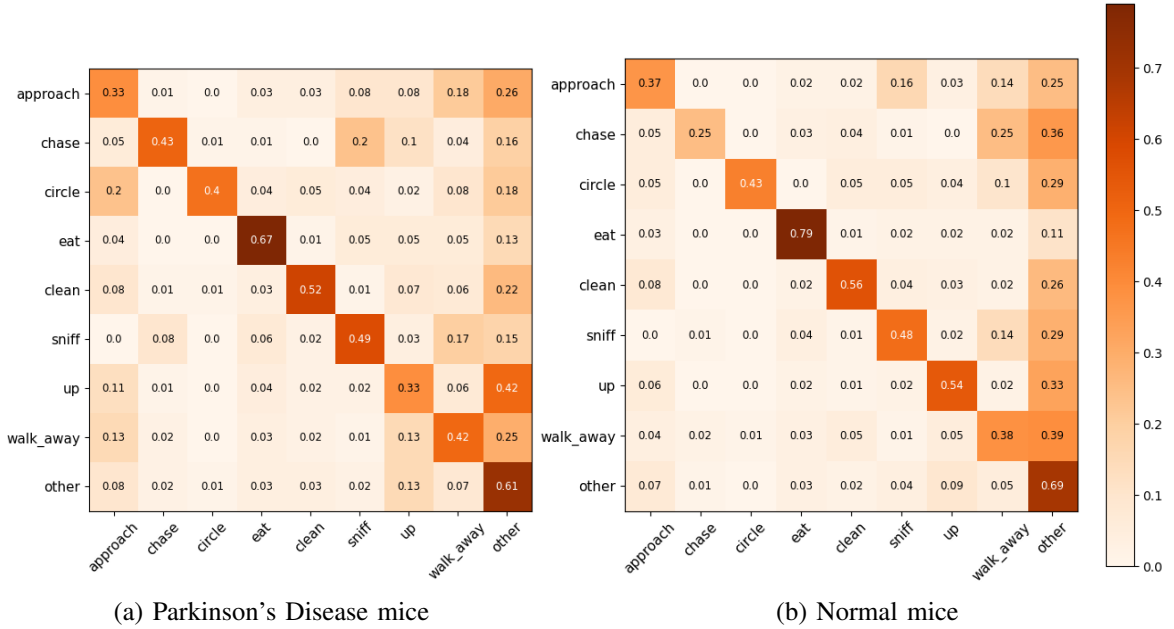 approach 0.33 0.01 0.0 0.03 0.03 0.08 0.08 0.18 0.26
chase 0.05 0.43 0.01 0.01 0.0 0.2 0.1 0.04 0.16
circle 0.2 0.0 0.4 0.04 0.05 0.04 0.02 0.08 0.18
eat 0.04 0.0 0.0 0.67 0.01 0.05 0.05 0.05 0.13
clean 0.08 0.01 0.01 0.03 0.52 0.01 0.07 0.06 0.22
sniff 0.0 0.08 0.0 0.06 0.02 0.49 0.03 0.17 0.15
up 0.11 0.01 0.0 0.04 0.02 0.02 0.33 0.06 0.42
walk_away 0.13 0.02 0.0 0.03 0.02 0.01 0.13 0.42 0.25
other 0.08 0.02 0.01 0.03 0.03 0.02 0.13 0.07 0.61
approach chase circle eat clean sniff up walk_away other
(a) Parkinson's Disease mice
approach 0.37 0.0 0.0 0.02 0.02 0.16 0.03 0.14 0.25
chase 0.05 0.25 0.0 0.03 0.04 0.01 0.0 0.25 0.36
circle 0.05 0.0 0.43 0.0 0.05 0.05 0.04 0.1 0.29
eat 0.03 0.0 0.0 0.79 0.01 0.02 0.02 0.02 0.11
clean 0.08 0.0 0.0 0.02 0.56 0.04 0.03 0.02 0.26
sniff 0.0 0.01 0.0 0.04 0.01 0.48 0.02 0.14 0.29
up 0.06 0.0 0.0 0.02 0.01 0.02 0.54 0.02 0.33
walk_away 0.04 0.02 0.01 0.03 0.05 0.01 0.05 0.38 0.39
other 0.07 0.01 0.0 0.03 0.02 0.04 0.09 0.05 0.69
approach chase circle eat clean sniff up walk_away other
(b) Normal mice
0.7
0.6
0.5
0.4
0.3
0.2
0.1
0.0